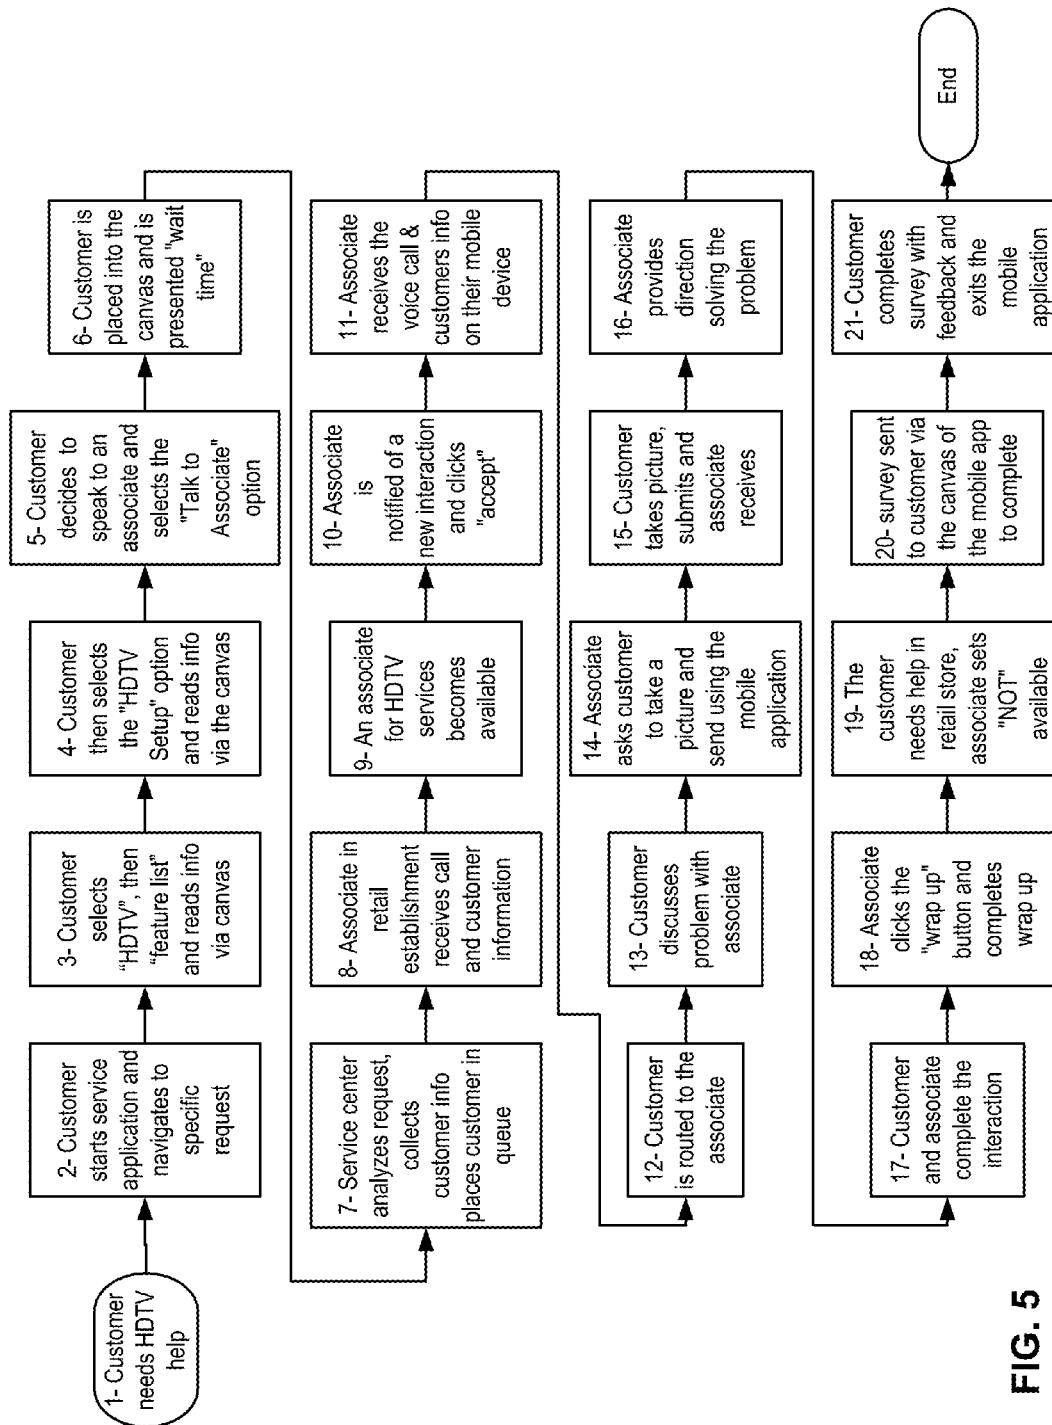 1- Customer
needs HDTV
help
2- Customer
starts service
application and
navigates to
specific
request
3- Customer
selects
“HDTV”, then
“feature list”
and reads info
via canvas
4- Customer
then selects
the "HDTV
Setup" option
and reads info
via the canvas
5- Customer
decides to
speak to an
associate and
selects the
"Talk to
Associate"
option
6- Customer is
placed into the
canvas and is
presented "wait
time"
7- Service center
analyzes request,
collects
customer info
places customer in
queue
8- Associate in
retail
establishment
receives call
and customer
information
9- An associate
for HDTV
services
becomes
available
10- Associate
is
notified of a
new interaction
and clicks
"accept"
11- Associate
receives the
voice call &
customers info
on their mobile
device
12- Customer
is routed to the
associate
13- Customer
discusses
problem with
associate
14- Associate
asks customer
to take a
picture and
send using the
mobile
application
15- Customer
takes picture,
submits and
associate
receives
16- Associate
provides
direction
solving the
problem
17- Customer
and associate
complete the
interaction
18- Associate
clicks the
"wrap up"
button and
completes
wrap up
19- The
customer
needs help in
retail store,
associate sets
"NOT"
available
20- survey sent
to customer via
the canvas of
the mobile app
to complete
21- Customer
completes
survey with
feedback and
exits the
mobile
application
End
FIG. 5